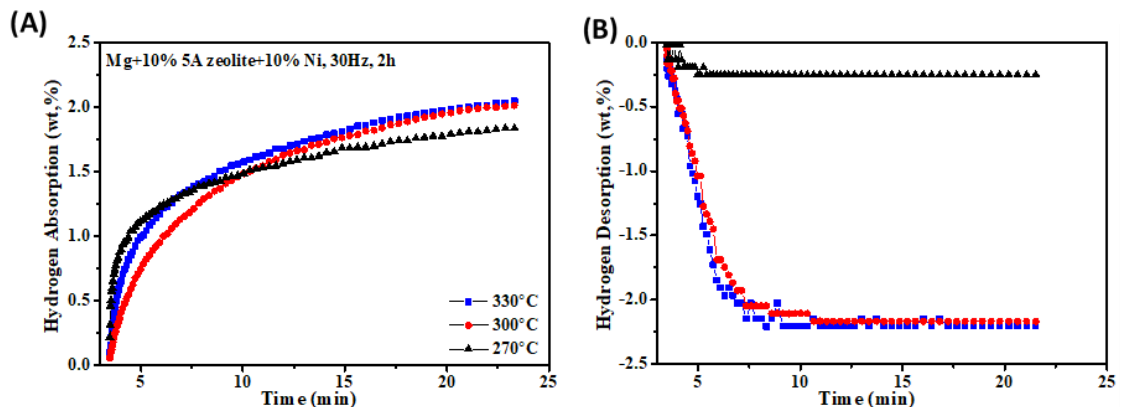 (A)
Hydrogen Absorption (wt,%)
2.5
2.0
1.5
1.0
0.5
0.0
Mg+10% 5A zeolite+10% Ni, 30Hz, 2h
330°C
300°C
270°C
5
10
15
20
25
Time (min)
(B)
Hydrogen Desorption (wt,%)
0.0
-0.5
-1.0
-1.5
-2.0
-2.5
5
10
15
20
25
Time (min)